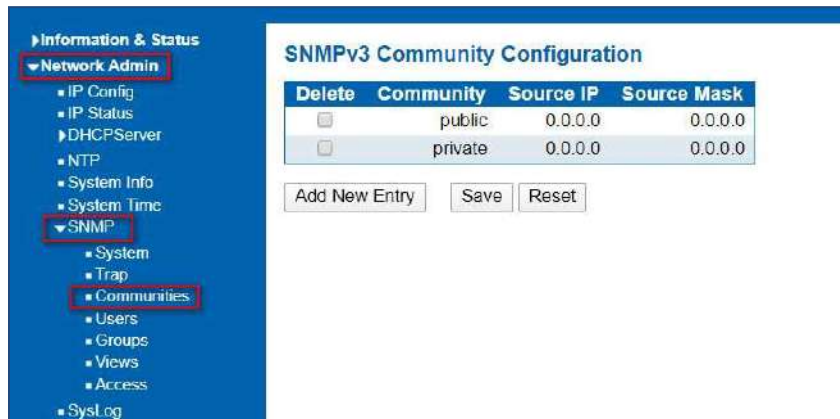 Information & Status
Network Admin
IP Config
IP Status
DHCPServer
NTP
System Info
System Time
SNMP
System
Trap
Communities
Users
Groups
Views
Access
SysLog
SNMPv3 Community Configuration
Delete Community Source IP Source Mask
public 0.0.0.0 0.0.0.0
private 0.0.0.0 0.0.0.0
Add New Entry Save Reset